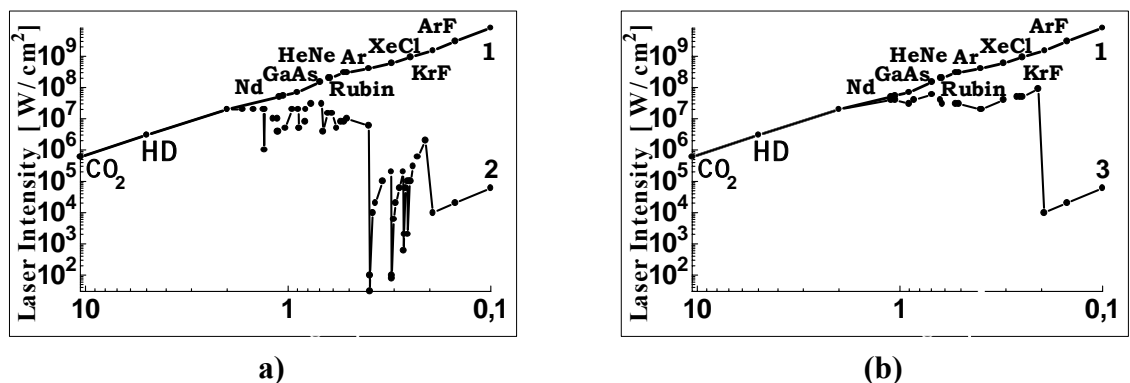 Laser Intensity [ W/cm²]
10⁹
10⁸
10⁷
10⁶
10⁵
10⁴
10³
10²
CO₂
HD
Nd
GaAs
HeNe
Rubin
Ar
XeCl
KrF
ArF
1
2
10
1
0,1
a)
Laser Intensity [ W/cm²]
10⁹
10⁸
10⁷
10⁶
10⁵
10⁴
10³
10²
CO₂
HD
Nd
GaAs
HeNe
Rubin
Ar
XeCl
KrF
ArF
1
3
10
1
0,1
(b)